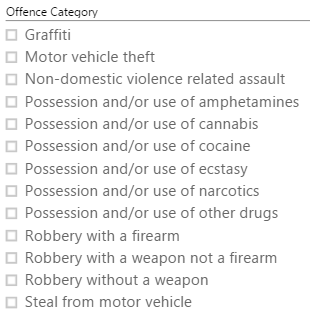 Offence Category
Graffiti
Motor vehicle theft
Non-domestic violence related assault
Possession and/or use of amphetamines
Possession and/or use of cannabis
Possession and/or use of cocaine
Possession and/or use of ecstasy
Possession and/or use of narcotics
Possession and/or use of other drugs
Robbery with a firearm
Robbery with a weapon not a firearm
Robbery without a weapon
Steal from motor vehicle